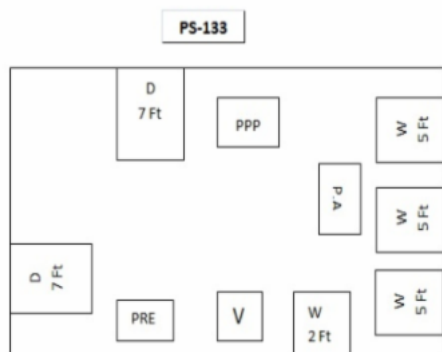 PS-133
D
7 Ft
PPP
W
5 Ft
P.A
W
5 Ft
D
7 Ft
PRE
V
W
2 Ft
W
5 Ft